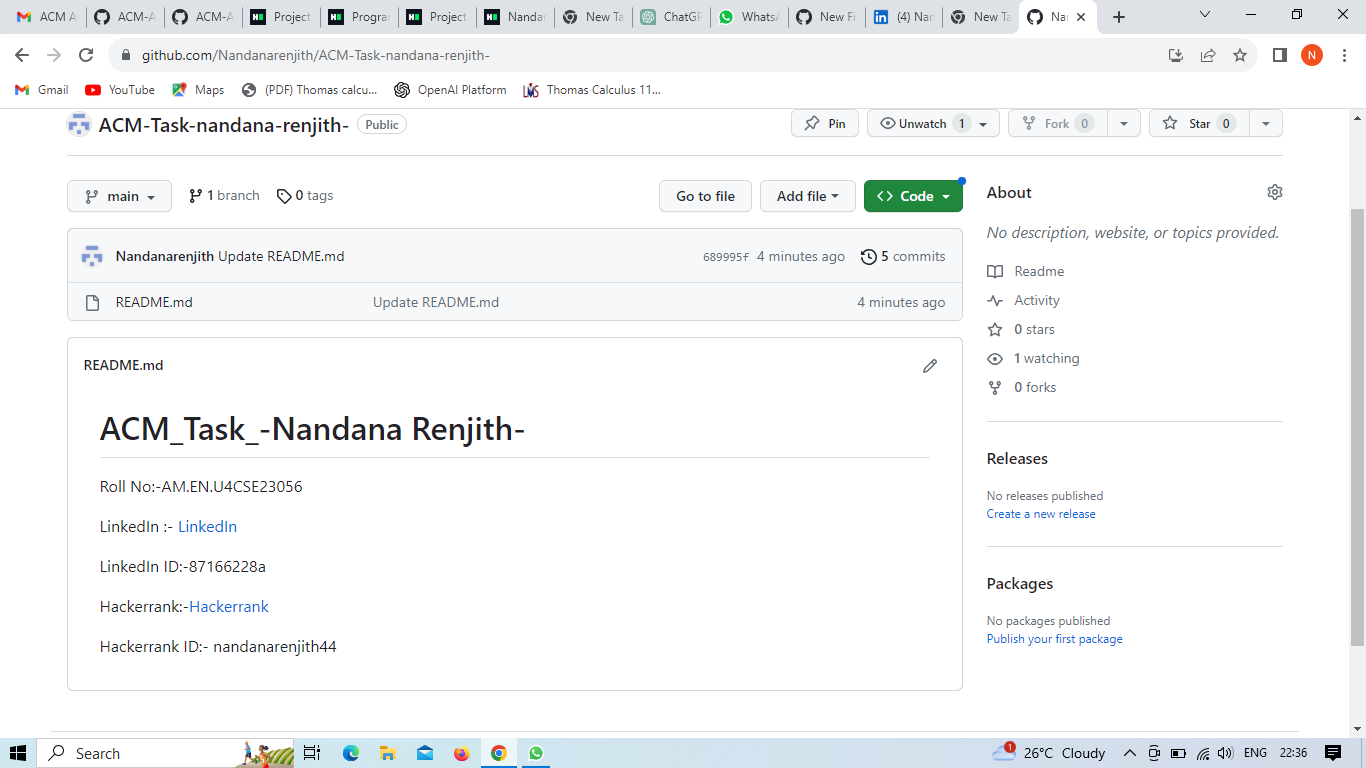 ACM A
ACM-A
ACM-A
Project
Progra
Project
Nandar
New Ta
ChatGP
WhatsA
New Fi
(4) Nar
New Ta
Nar
github.com/Nandanarenjith/ACM-Task-nandana-renjith-
N
Gmail
YouTube
Maps
(PDF) Thomas calcu...
OpenAI Platform
Thomas Calculus 11...
ACM-Task-nandana-renjith- Public
Pin
Unwatch 1
Fork 0
Star 0
main
1 branch
0 tags
Go to file
Add file
<> Code
Nandanarenjith Update README.md 689995f 4 minutes ago 5 commits
README.md Update README.md 4 minutes ago
README.md
ACM_Task_-Nandana Renjith-
Roll No:-AM.EN.U4CSE23056
LinkedIn :- LinkedIn
LinkedIn ID:-87166228a
Hackerrank:-Hackerrank
Hackerrank ID:- nandanarenjith44
About
No description, website, or topics provided.
Readme
Activity
0 stars
1 watching
0 forks
Releases
No releases published
Create a new release
Packages
No packages published
Publish your first package
Search
1
26°C Cloudy
ENG
22:36